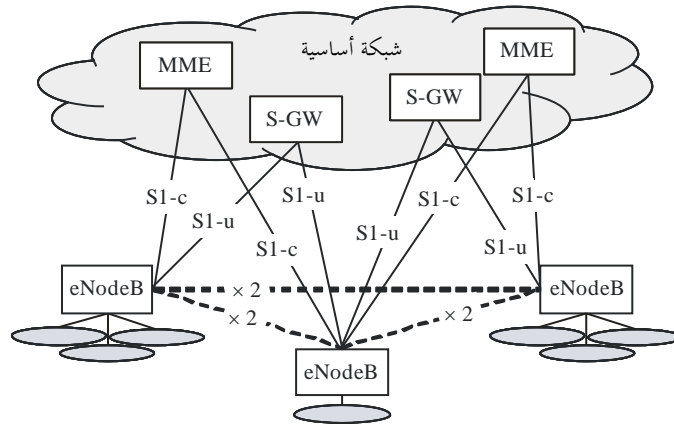 شبكة أساسية
MME
MME
S-GW
S-GW
S1-c
S1-u
S1-u
S1-c
S1-u
S1-c
S1-u
S1-c
eNodeB
× 2
eNodeB
× 2
× 2
eNodeB